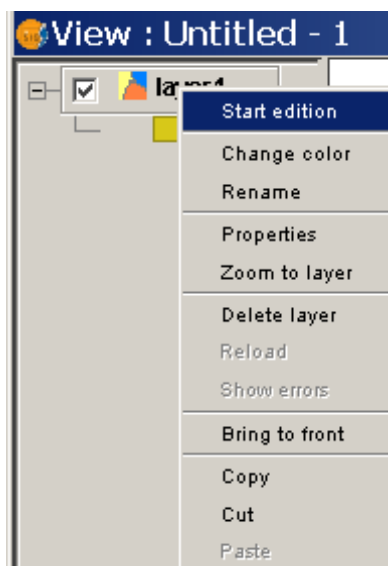 View : Untitled - 1
Start edition
Change color
Rename
Properties
Zoom to layer
Delete layer
Reload
Show errors
Bring to front
Copy
Cut
Paste